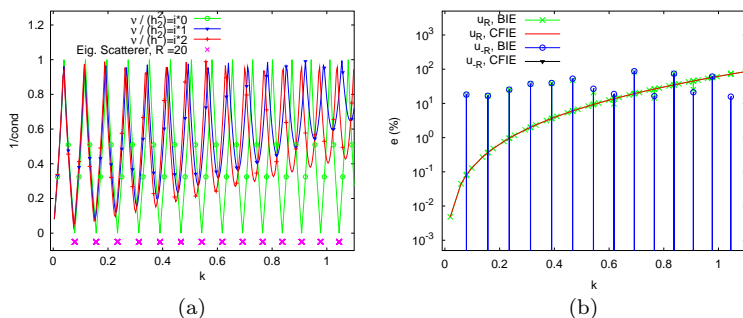 ν / (h²)=i*0
ν / (h²)=i*1
ν / (h²)=i*2
Eig. Scatterer, R =20
1/cond
1.2
1
0.8
0.6
0.4
0.2
0
0 0.2 0.4 0.6 0.8 1
k
(a)
u_R, BIE
u_R, CFIE
u_-R, BIE
u_-R, CFIE
e (%)
10³
10²
10¹
10⁰
10⁻¹
10⁻²
10⁻³
0 0.2 0.4 0.6 0.8 1
k
(b)